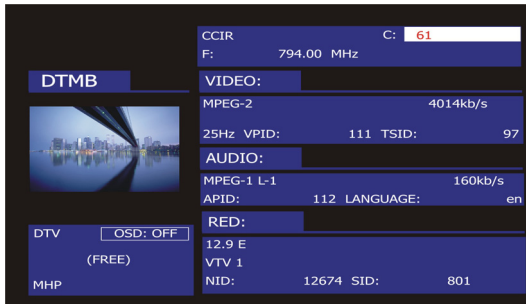 CCIR C: 61
F: 794.00 MHz
DTMB
VIDEO:
MPEG-2 4014kb/s
25Hz VPID: 111 TSID: 97
AUDIO:
MPEG-1 L-1 160kb/s
APID: 112 LANGUAGE: en
RED:
12.9 E
VTV 1
NID: 12674 SID: 801
DTV OSD: OFF
(FREE)
MHP